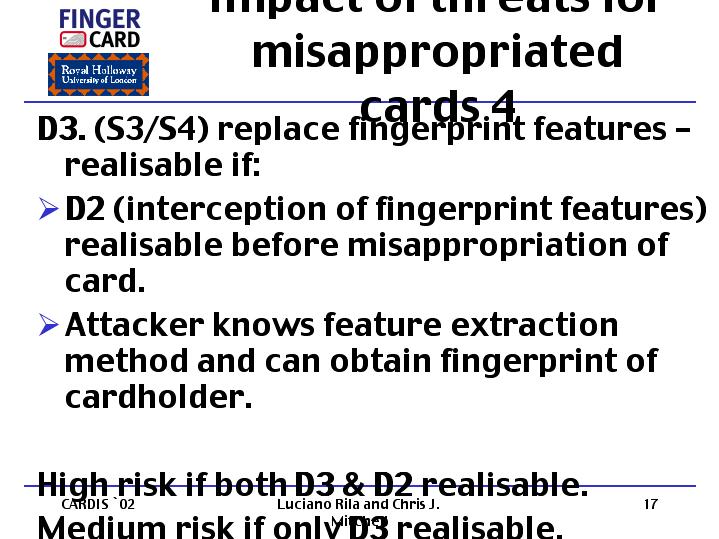 FINGER
CARD
Royal Holloway
University of London
Impact of threats for
misappropriated
cards 4
D3. (S3/S4) replace fingerprint features –
realisable if:
D2 (interception of fingerprint features)
realisable before misappropriation of
card.
Attacker knows feature extraction
method and can obtain fingerprint of
cardholder.
High risk if both D3 & D2 realisable.
Medium risk if only D3 realisable.
CARDIS `02
Luciano Rila and Chris J.
Mitchell
17